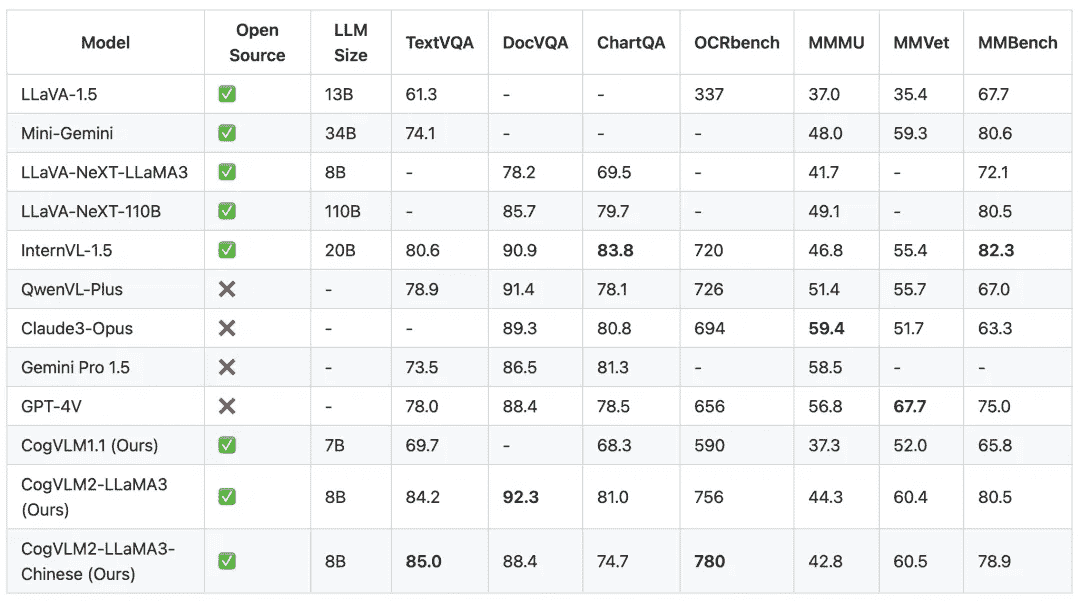 Model Open Source LLM Size TextVQA DocVQA ChartQA OCRbench MMMU MMVet MMBench
LLaVA-1.5 ✅ 13B 61.3 - - 337 37.0 35.4 67.7
Mini-Gemini ✅ 34B 74.1 - - - 48.0 59.3 80.6
LLaVA-NeXT-LLaMA3 ✅ 8B - 78.2 69.5 - 41.7 - 72.1
LLaVA-NeXT-110B ✅ 110B - 85.7 79.7 - 49.1 - 80.5
InternVL-1.5 ✅ 20B 80.6 90.9 83.8 720 46.8 55.4 82.3
QwenVL-Plus ❌ - 78.9 91.4 78.1 726 51.4 55.7 67.0
Claude3-Opus ❌ - - 89.3 80.8 694 59.4 51.7 63.3
Gemini Pro 1.5 ❌ - 73.5 86.5 81.3 - 58.5 - -
GPT-4V ❌ - 78.0 88.4 78.5 656 56.8 67.7 75.0
CogVLM1.1 (Ours) ✅ 7B 69.7 - 68.3 590 37.3 52.0 65.8
CogVLM2-LLaMA3 (Ours) ✅ 8B 84.2 92.3 81.0 756 44.3 60.4 80.5
CogVLM2-LLaMA3-Chinese (Ours) ✅ 8B 85.0 88.4 74.7 780 42.8 60.5 78.9